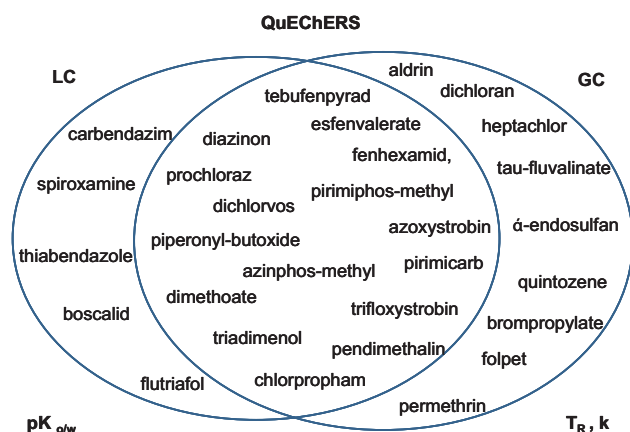 QuEChERS
LC
GC
aldrin
dichloran
tebufenpyrad
esfenvalerate
heptachlor
carbendazim
diazinon
fenhexamid,
tau-fluvalinate
prochloraz
spiroxamine
pirimiphos-methyl
dichlorvos
azoxystrobin
ά-endosulfan
piperonyl-butoxide
thiabendazole
azinphos-methyl
pirimicarb
quintozene
dimethoate
boscalid
trifloxystrobin
brompropylate
triadimenol
pendimethalin
folpet
flutriafol
chlorpropham
permethrin
pK o/w
TR , k